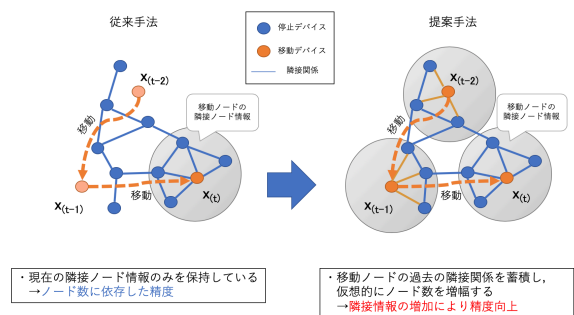 従来手法
停止デバイス
移動デバイス
隣接関係
提案手法
X(t-2)
移動
移動ノードの
隣接ノード情報
X(t-1)
移動
X(t)
X(t-2)
移動
移動ノードの
隣接ノード情報
X(t-1)
移動
X(t)
・現在の隣接ノード情報のみを保持している
→ノード数に依存した精度
・移動ノードの過去の隣接関係を蓄積し,
仮想的にノード数を増幅する
→隣接情報の増加により精度向上